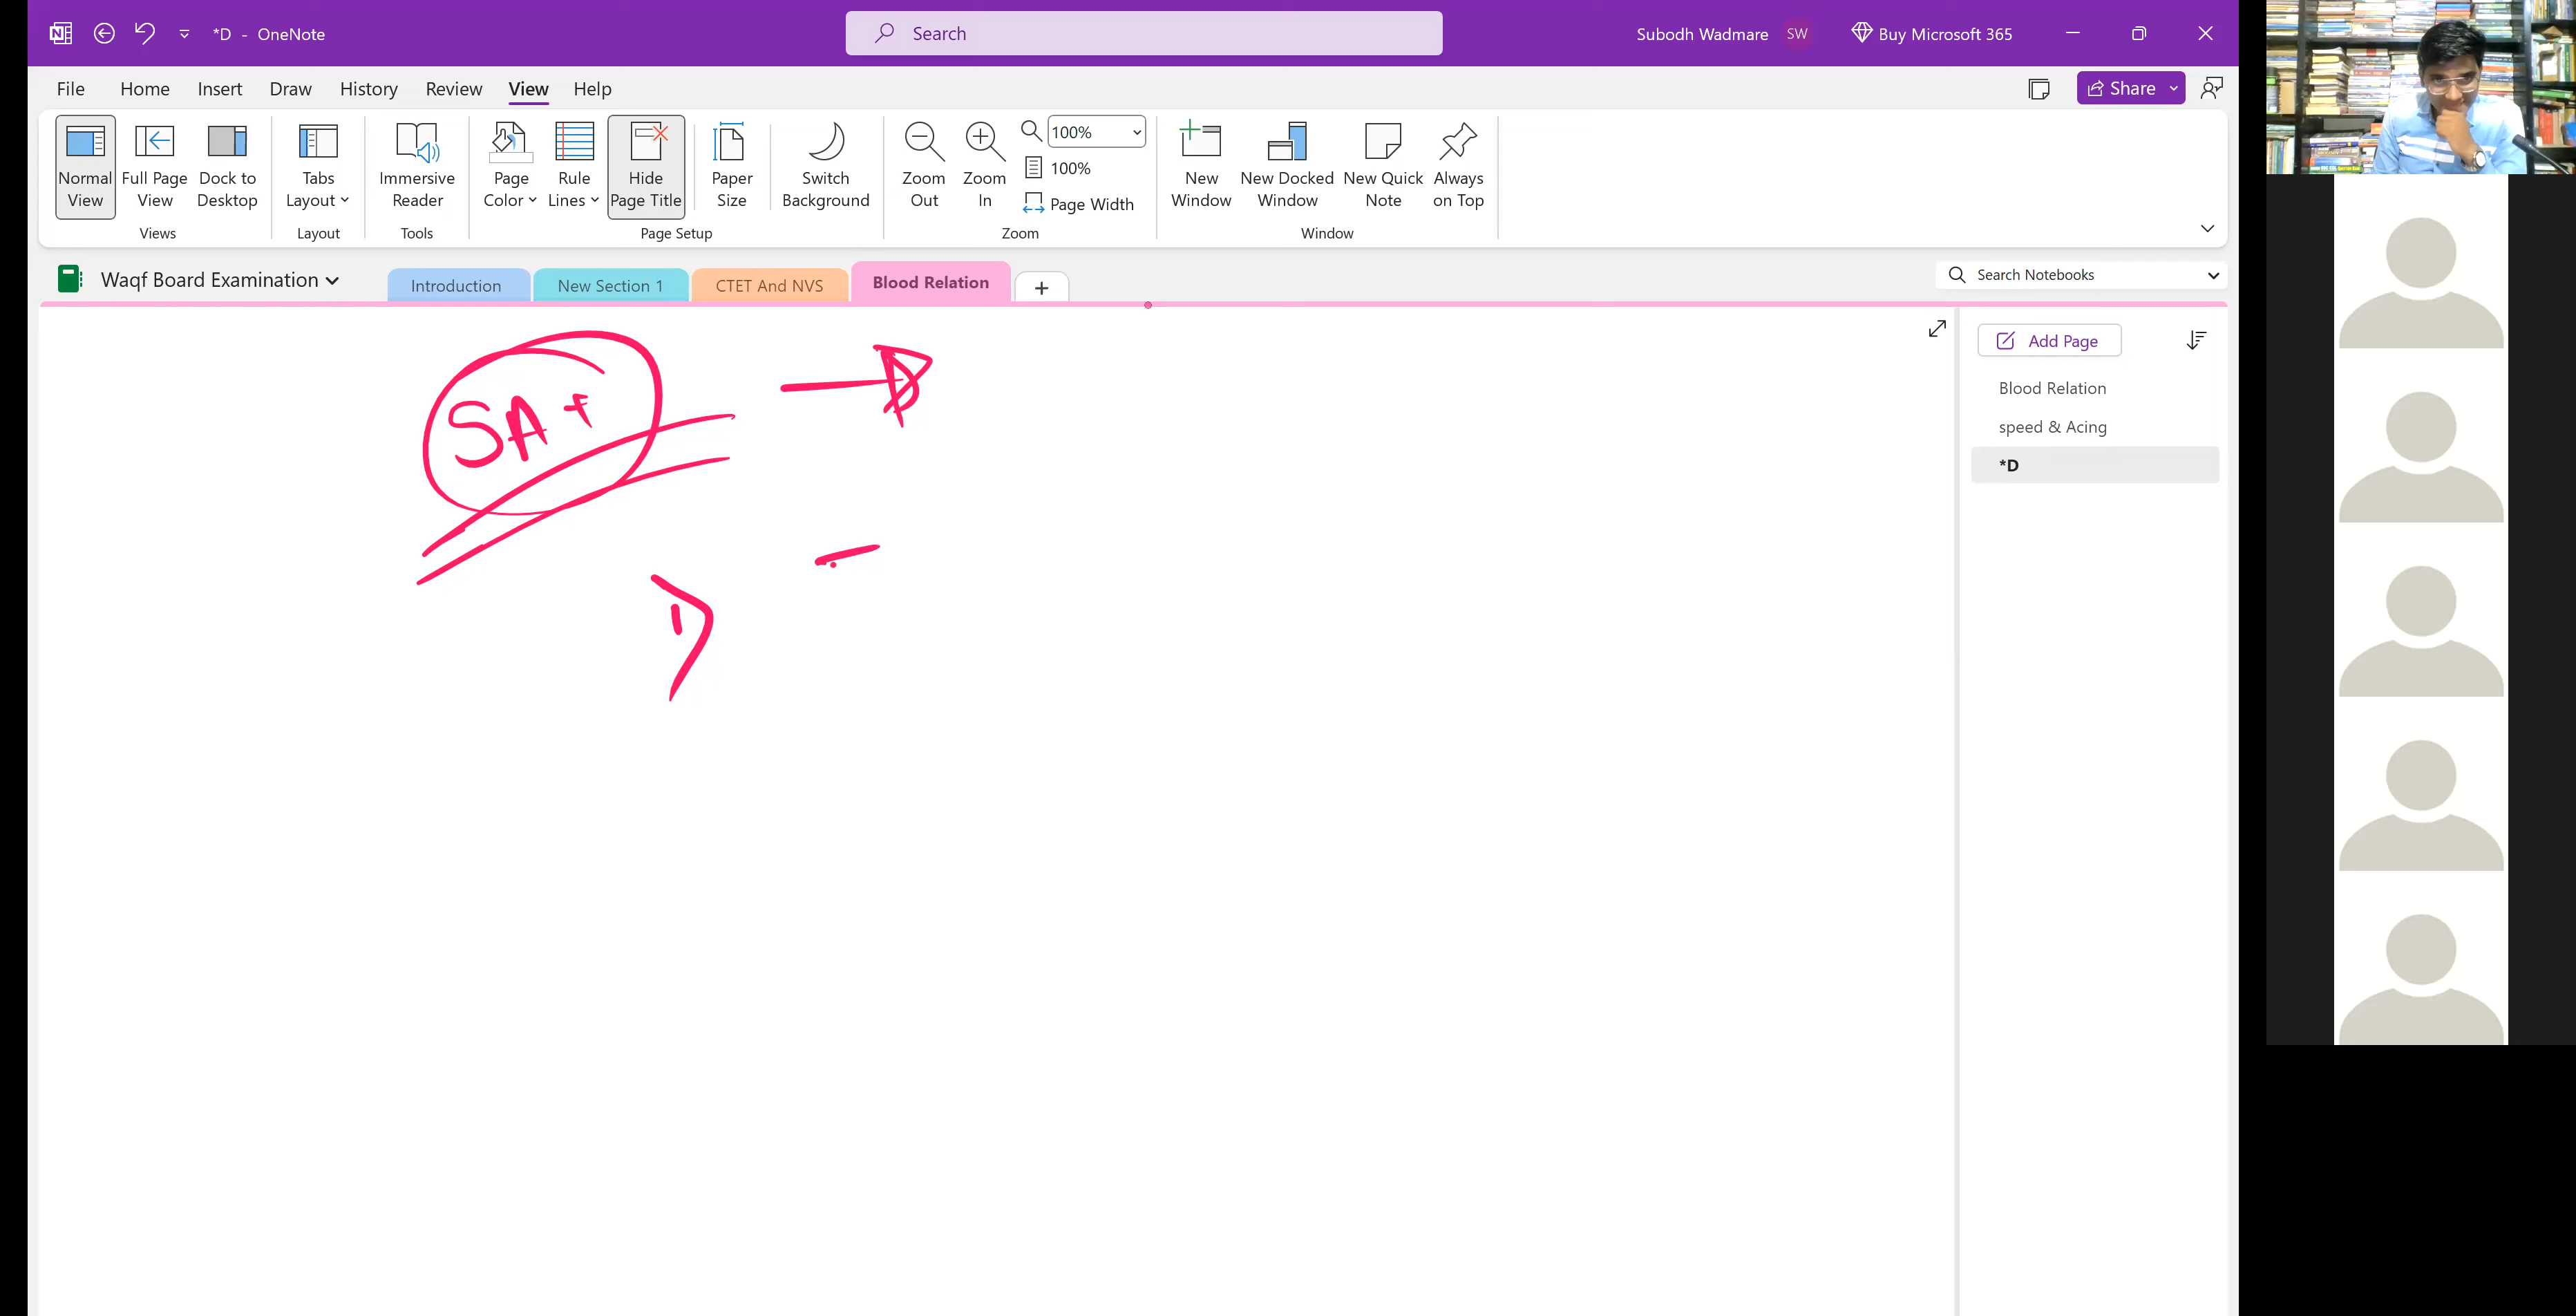 *D - OneNote
Search
Subodh Wadmare SW
Buy Microsoft 365
File Home Insert Draw History Review View Help
Share
Normal View
Full Page View
Dock to Desktop
Tabs Layout
Immersive Reader
Page Color
Rule Lines
Hide Page Title
Paper Size
Switch Background
Zoom Out
Zoom In
100%
100%
Page Width
New Window
New Docked Window
New Quick Note
Always on Top
Views Layout Tools Page Setup Zoom Window
Waqf Board Examination
Introduction
New Section 1
CTET And NVS
Blood Relation
+
Search Notebooks
Add Page
Blood Relation
speed & Acing
*D
SA+